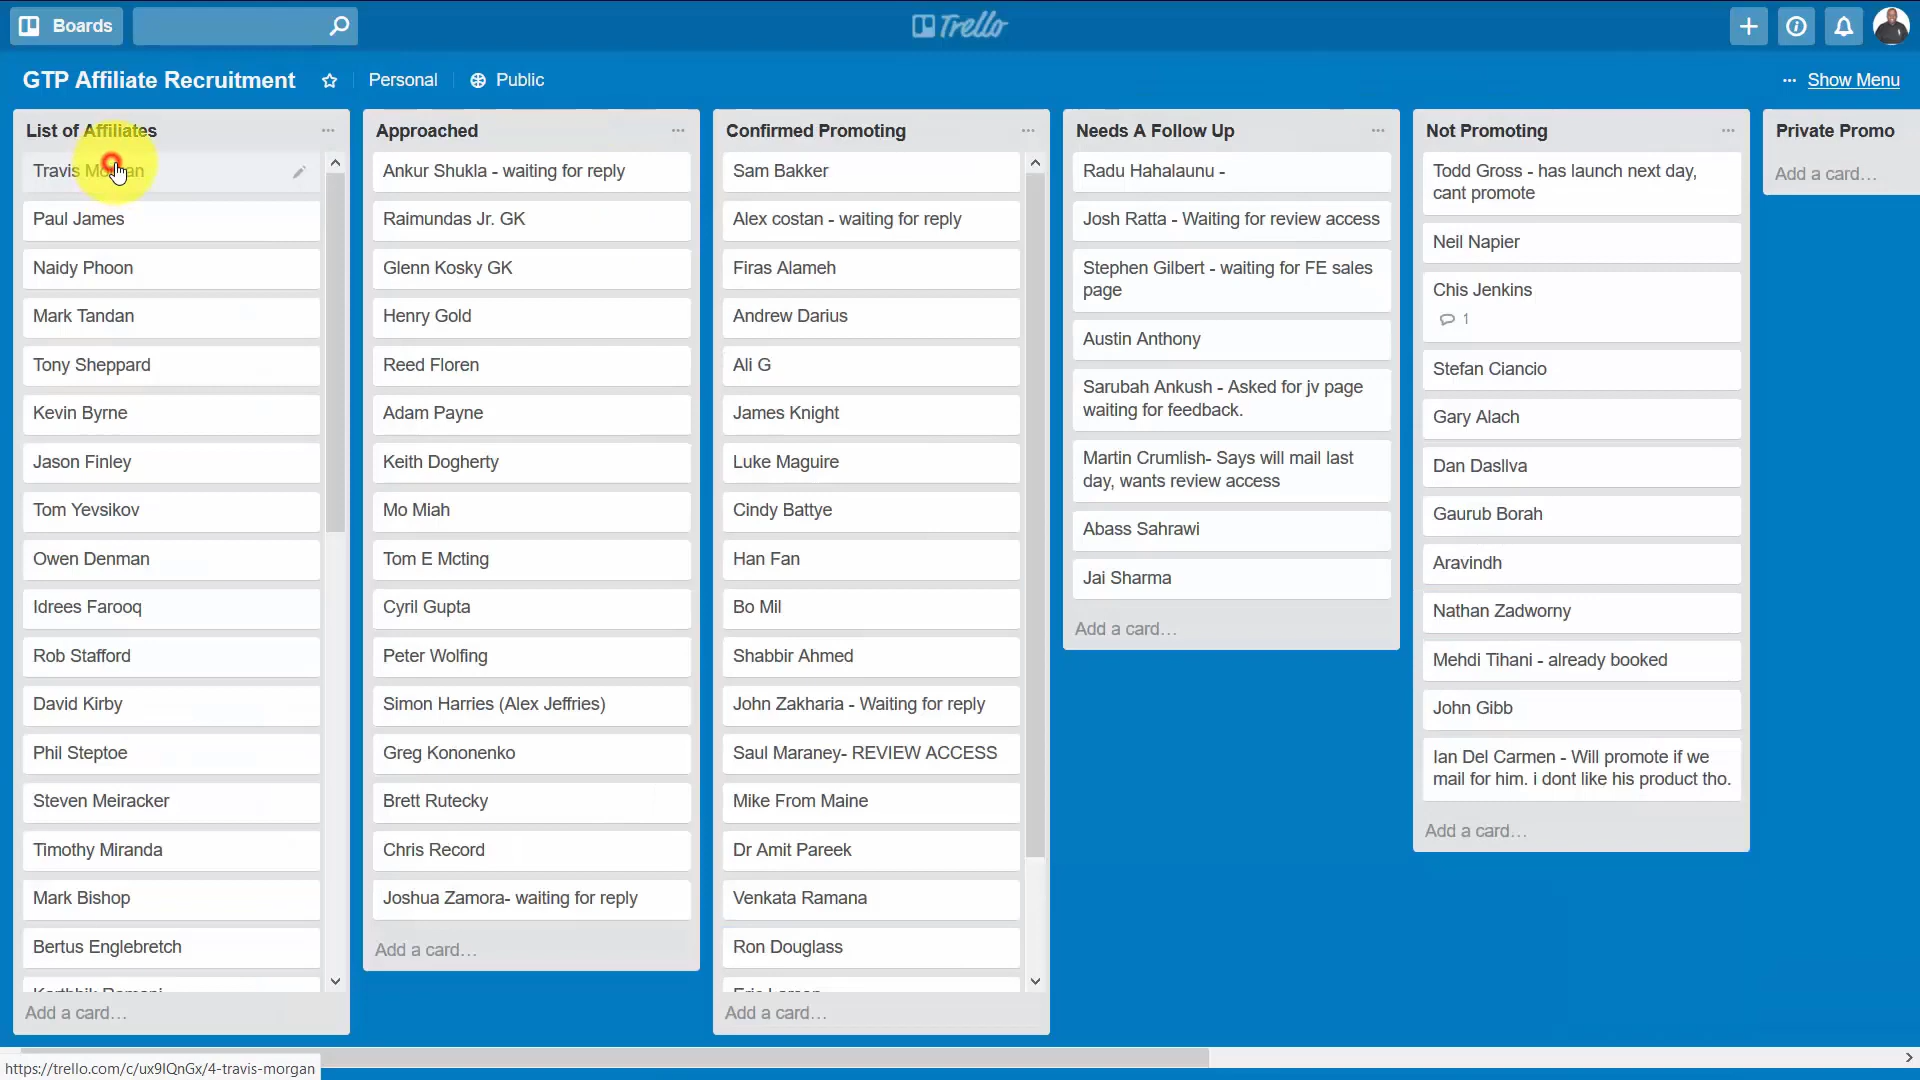 Boards
Trello
GTP Affiliate Recruitment
Personal
Public
··· Show Menu
List of Affiliates
Travis Morgan
Paul James
Naidy Phoon
Mark Tandan
Tony Sheppard
Kevin Byrne
Jason Finley
Tom Yevsikov
Owen Denman
Idrees Farooq
Rob Stafford
David Kirby
Phil Steptoe
Steven Meiracker
Timothy Miranda
Mark Bishop
Bertus Englebretch
Add a card…
Approached
Ankur Shukla - waiting for reply
Raimundas Jr. GK
Glenn Kosky GK
Henry Gold
Reed Floren
Adam Payne
Keith Dogherty
Mo Miah
Tom E Mcting
Cyril Gupta
Peter Wolfing
Simon Harries (Alex Jeffries)
Greg Kononenko
Brett Rutecky
Chris Record
Joshua Zamora- waiting for reply
Add a card…
Confirmed Promoting
Sam Bakker
Alex costan - waiting for reply
Firas Alameh
Andrew Darius
Ali G
James Knight
Luke Maguire
Cindy Battye
Han Fan
Bo Mil
Shabbir Ahmed
John Zakharia - Waiting for reply
Saul Maraney- REVIEW ACCESS
Mike From Maine
Dr Amit Pareek
Venkata Ramana
Ron Douglass
Add a card…
Needs A Follow Up
Radu Hahalaunu -
Josh Ratta - Waiting for review access
Stephen Gilbert - waiting for FE sales
page
Austin Anthony
Sarubah Ankush - Asked for jv page
waiting for feedback.
Martin Crumlish- Says will mail last
day, wants review access
Abass Sahrawi
Jai Sharma
Add a card…
Not Promoting
Todd Gross - has launch next day,
cant promote
Neil Napier
Chis Jenkins
1
Stefan Ciancio
Gary Alach
Dan Dasllva
Gaurub Borah
Aravindh
Nathan Zadworny
Mehdi Tihani - already booked
John Gibb
Ian Del Carmen - Will promote if we
mail for him. i dont like his product tho.
Add a card…
Private Promo
Add a card…
https://trello.com/c/ux9IQnGx/4-travis-morgan